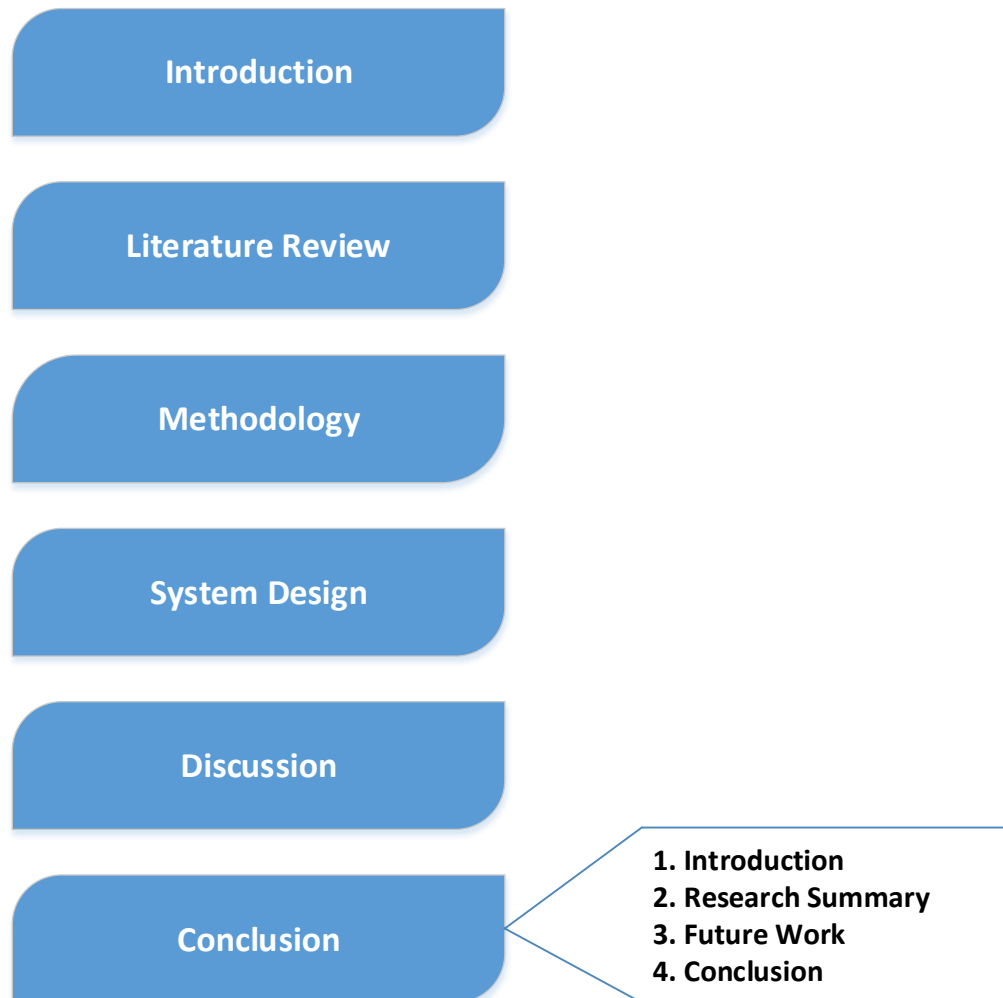 Introduction
Literature Review
Methodology
System Design
Discussion
Conclusion
1. Introduction
2. Research Summary
3. Future Work
4. Conclusion